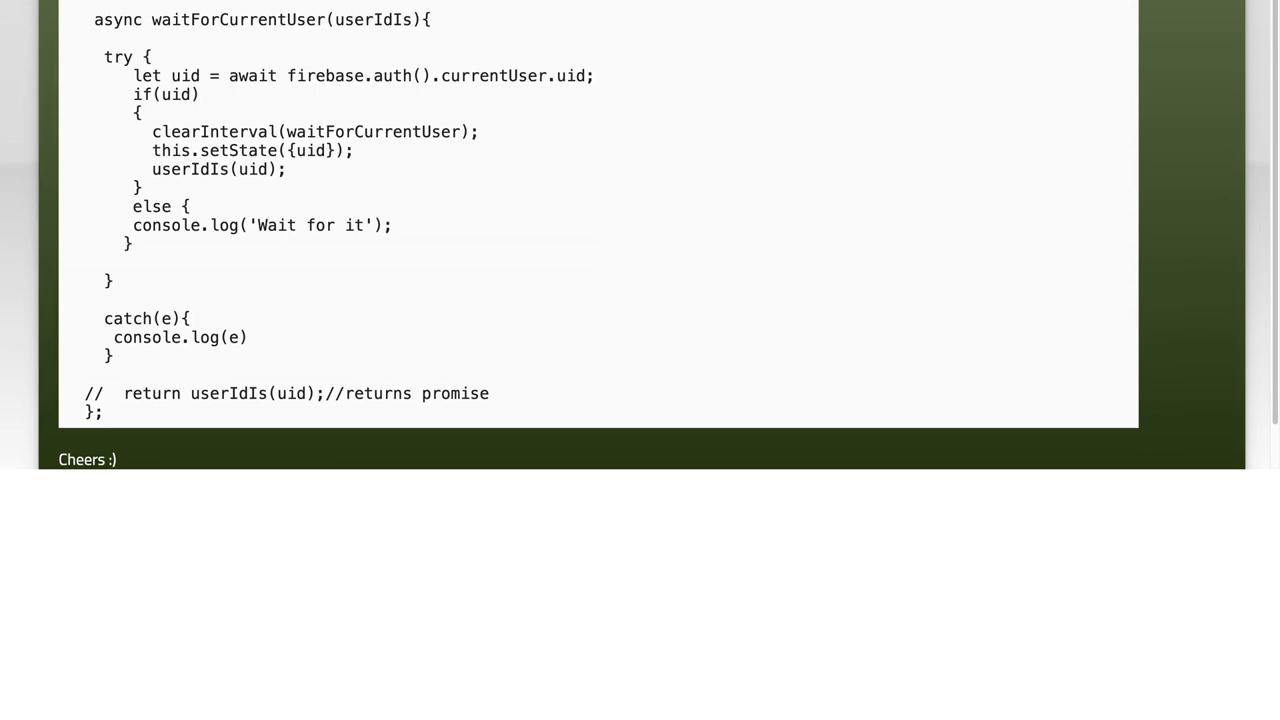 async waitForCurrentUser(userIdIs){
try {
let uid = await firebase.auth().currentUser.uid;
if(uid)
{
clearInterval(waitForCurrentUser);
this.setState({uid});
userIdIs(uid);
}
else {
console.log('Wait for it');
}
}
catch(e){
console.log(e)
}
//  return userIdIs(uid);//returns promise
};
Cheers :)